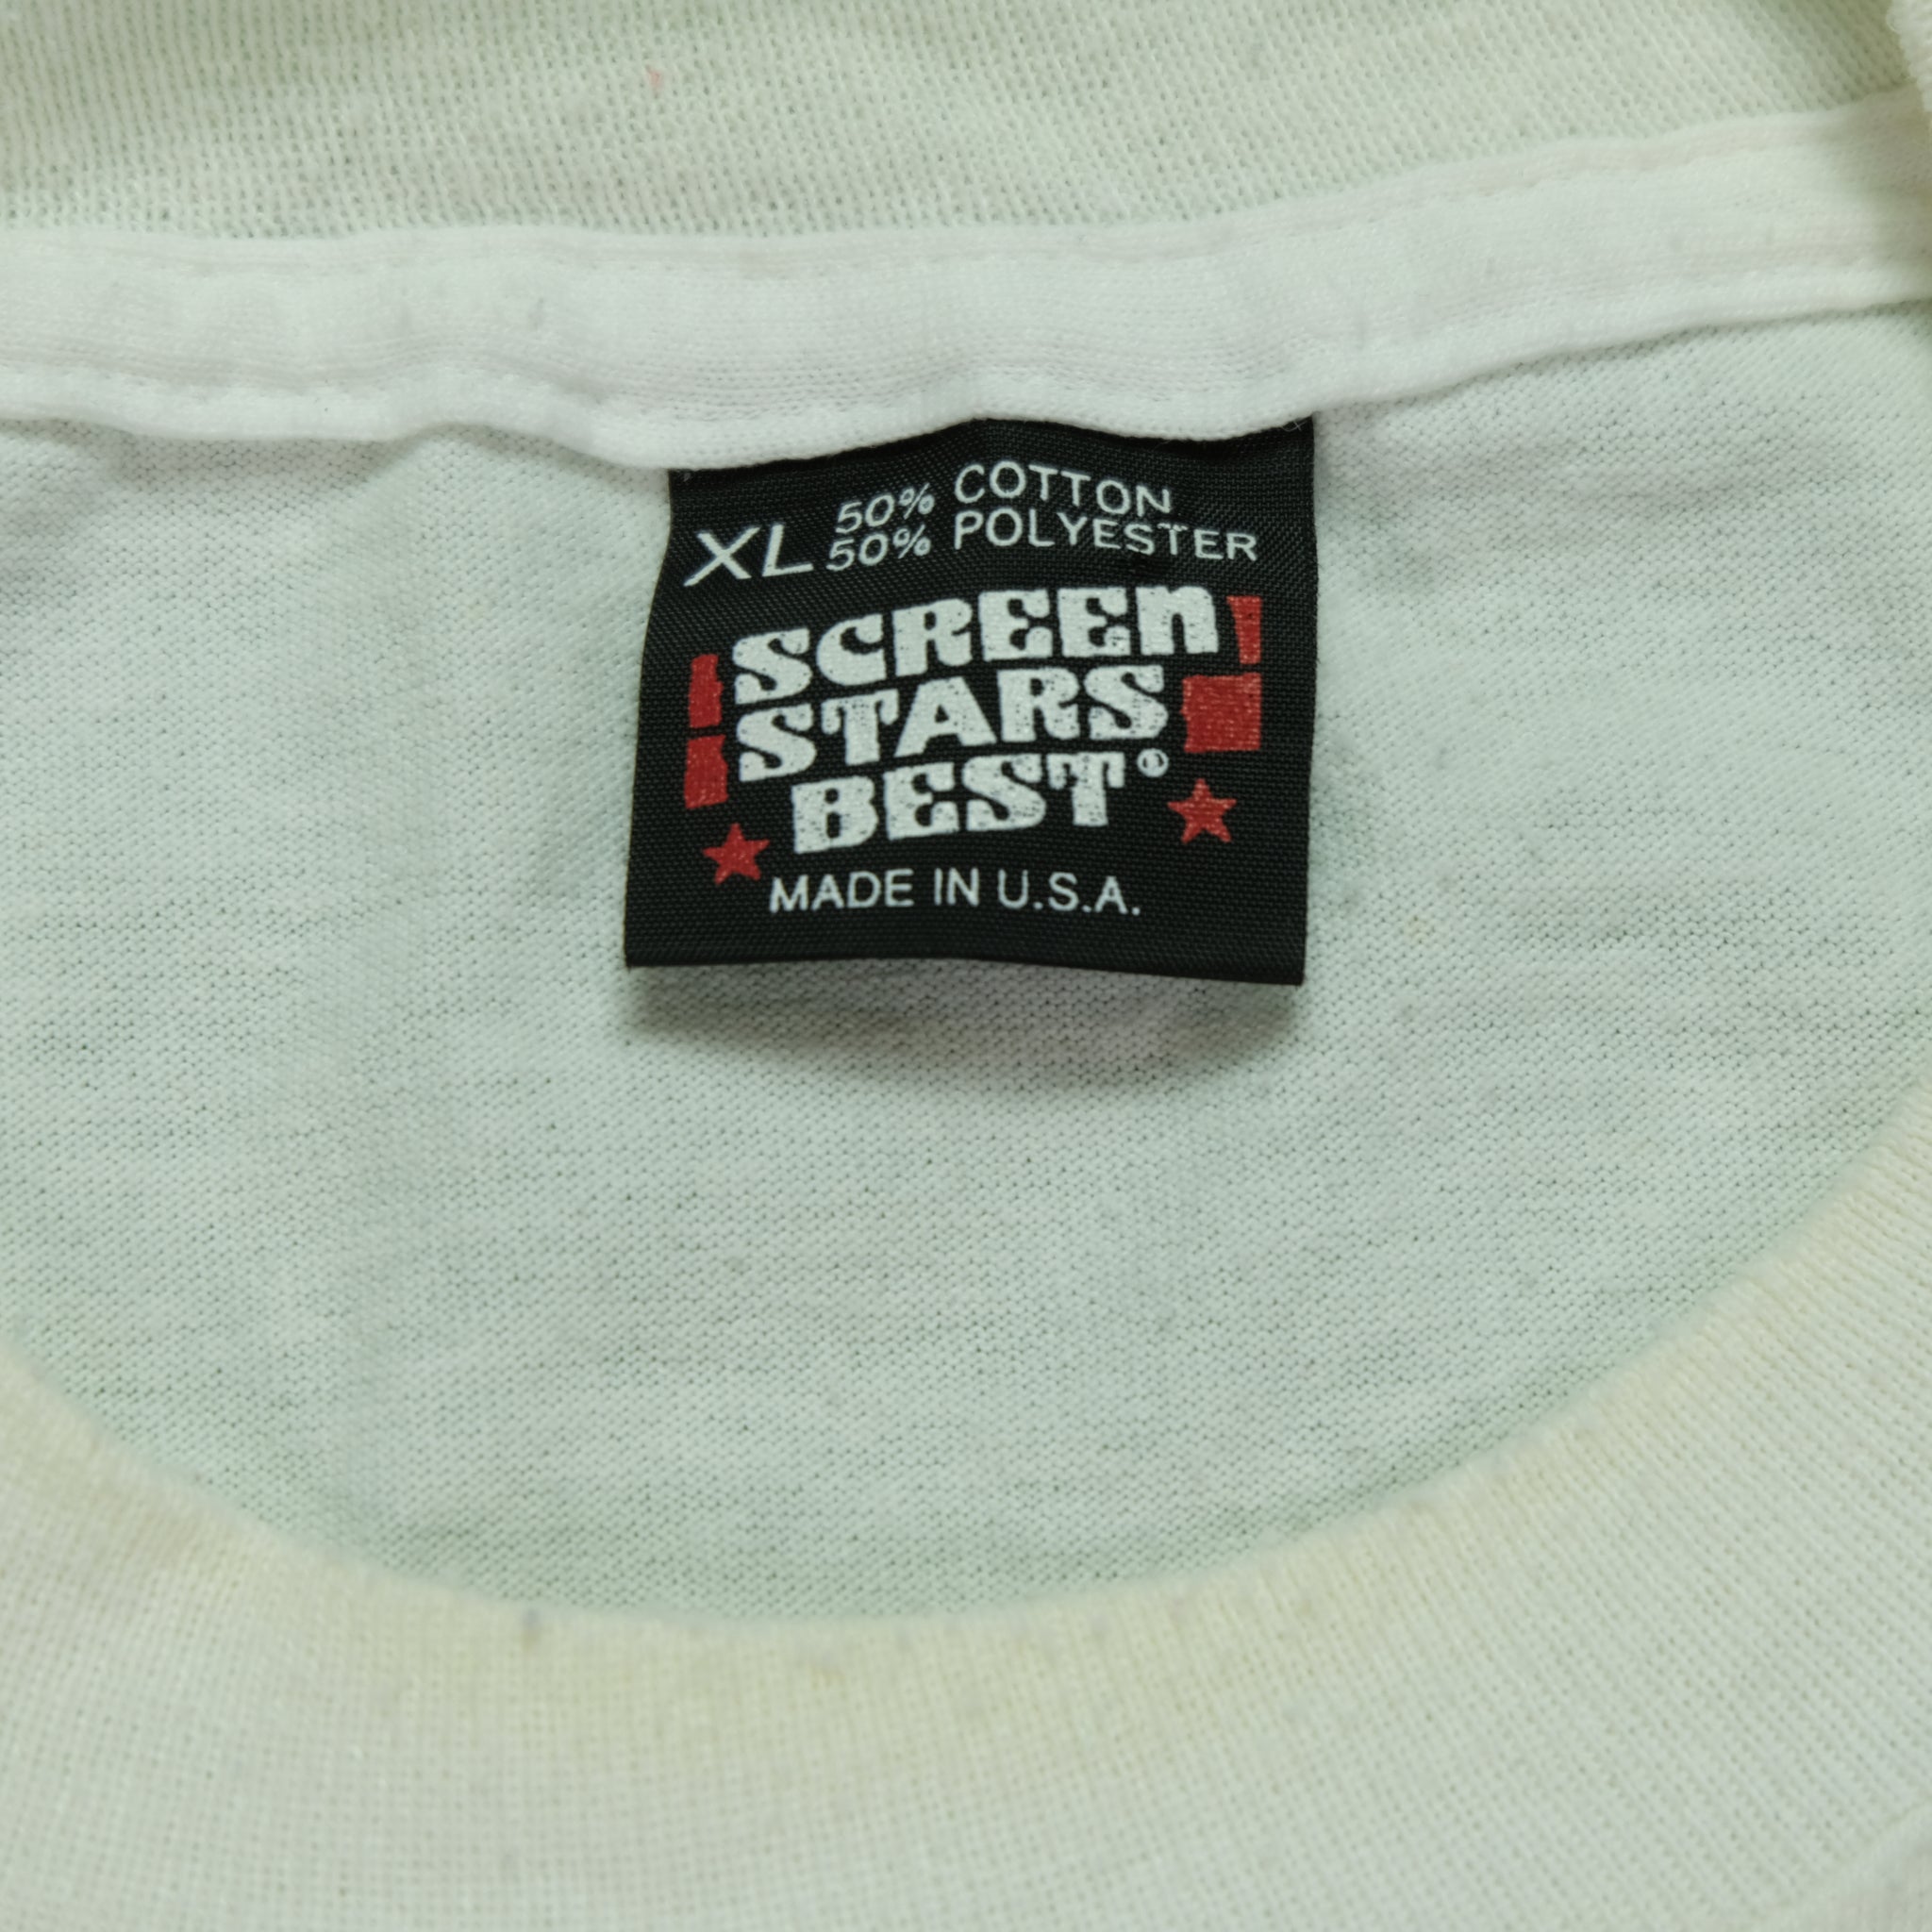 XL 50% COTTON
50% POLYESTER
SCREEN
STARS
BEST®
MADE IN U.S.A.